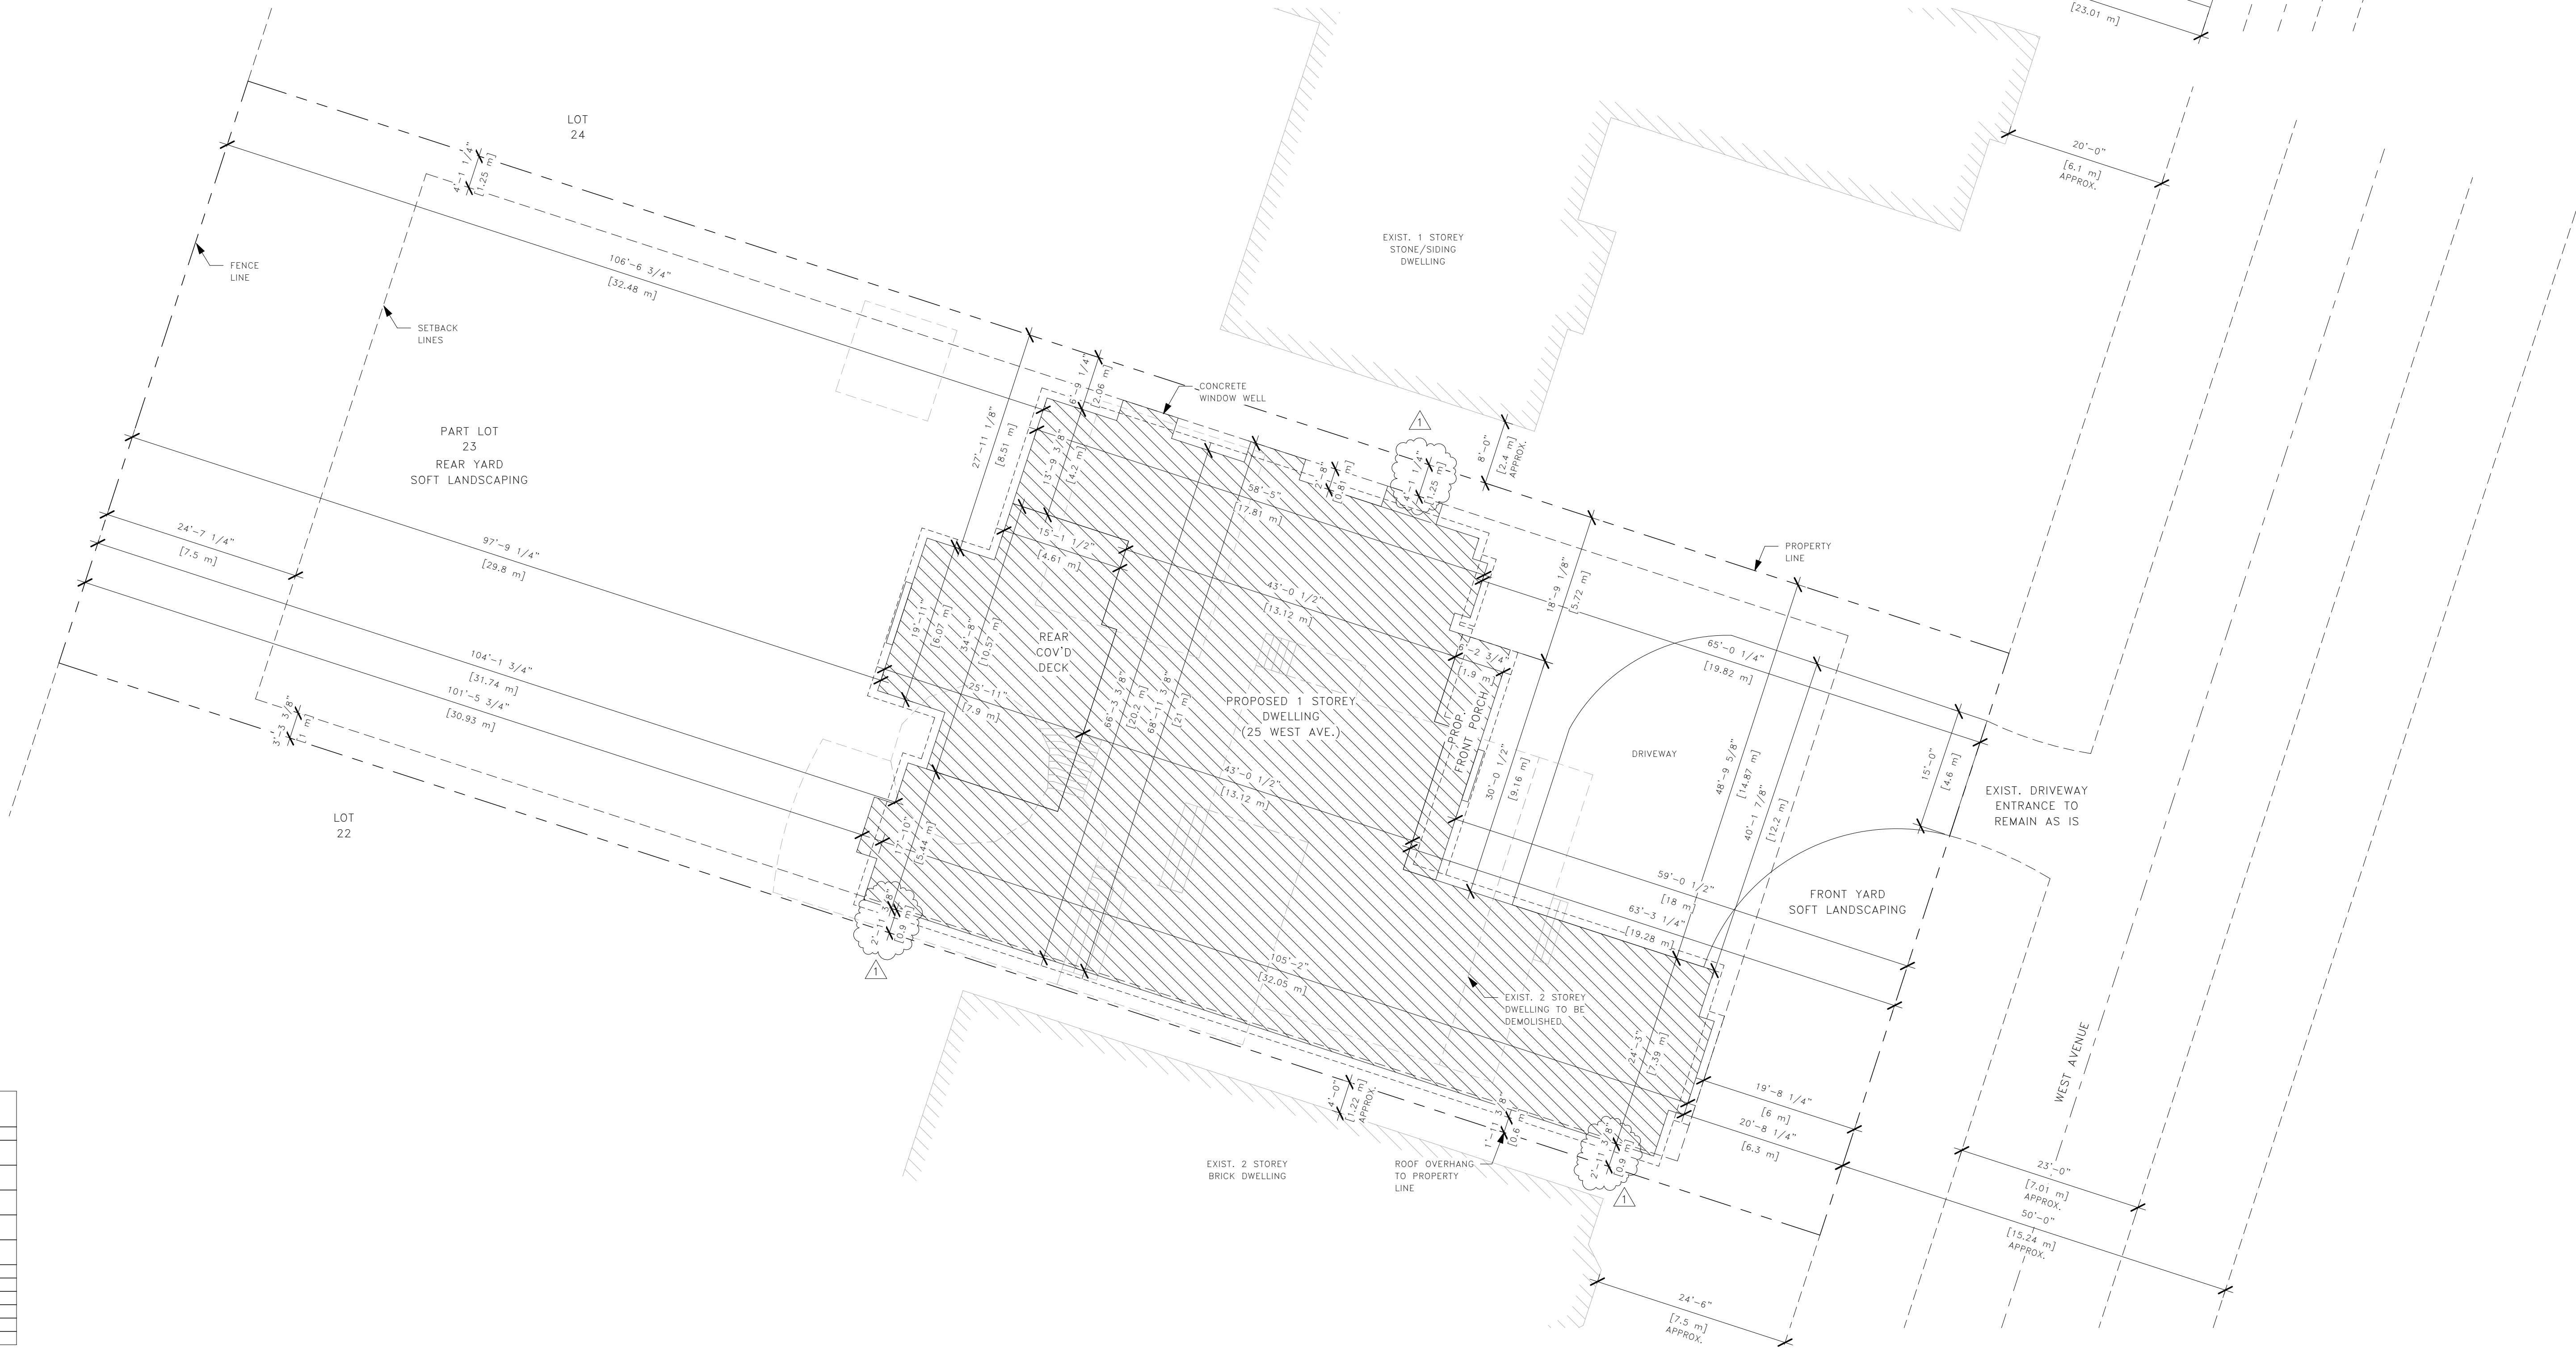 [23.01 m]
LOT
24
4'-1 1/4"
[1.25 m]
20'-0"
[6.1 m]
APPROX.
FENCE
LINE
106'-6 3/4"
[32.48 m]
EXIST. 1 STOREY
STONE/SIDING
DWELLING
SETBACK
LINES
6'-9 1/4"
[2.06 m]
CONCRETE
WINDOW WELL
27'-11 1/8"
[8.51 m]
13'-9 3/8"
[4.2 m]
PART LOT
23
REAR YARD
SOFT LANDSCAPING
1
8'-0"
[2.4 m]
APPROX.
2'-8"
[0.81 m]
4'-1 1/4"
[1.25 m]
58'-5"
[17.81 m]
24'-7 1/4"
[7.5 m]
97'-9 1/4"
[29.8 m]
15'-1 1/2"
[4.61 m]
PROPERTY
LINE
43'-0 1/2"
[13.12 m]
18'-9 1/8"
[5.72 m]
19'-11"
[6.07 m]
34'-8"
[10.57 m]
REAR
COV'D
DECK
6'-2 3/4"
[1.9 m]
65'-0 1/4"
[19.82 m]
104'-1 3/4"
[31.74 m]
101'-5 3/4"
[30.93 m]
25'-11"
[7.9 m]
66'-3 3/8"
[20.2 m]
68'-11 3/8"
[21 m]
PROPOSED 1 STOREY
DWELLING
(25 WEST AVE.)
PROP.
FRONT PORCH
3'-3 3/8"
[1 m]
DRIVEWAY
30'-0 1/2"
[9.16 m]
48'-9 5/8"
[14.87 m]
40'-1 7/8"
[12.2 m]
15'-0"
[4.6 m]
EXIST. DRIVEWAY
ENTRANCE TO
REMAIN AS IS
43'-0 1/2"
[13.12 m]
LOT
22
17'-10"
[5.44 m]
59'-0 1/2"
[18 m]
63'-3 1/4"
[19.28 m]
FRONT YARD
SOFT LANDSCAPING
2'-11 3/8"
[0.9 m]
1
105'-2"
[32.05 m]
EXIST. 2 STOREY
DWELLING TO BE
DEMOLISHED
24'-3"
[7.39 m]
WEST AVENUE
4'-0"
[1.22 m]
APPROX.
1'-11 3/8"
[0.6 m]
19'-8 1/4"
[6 m]
20'-8 1/4"
[6.3 m]
EXIST. 2 STOREY
BRICK DWELLING
ROOF OVERHANG
TO PROPERTY
LINE
2'-11 3/8"
[0.9 m]
1
23'-0"
[7.01 m]
APPROX.
50'-0"
[15.24 m]
APPROX.
24'-6"
[7.5 m]
APPROX.